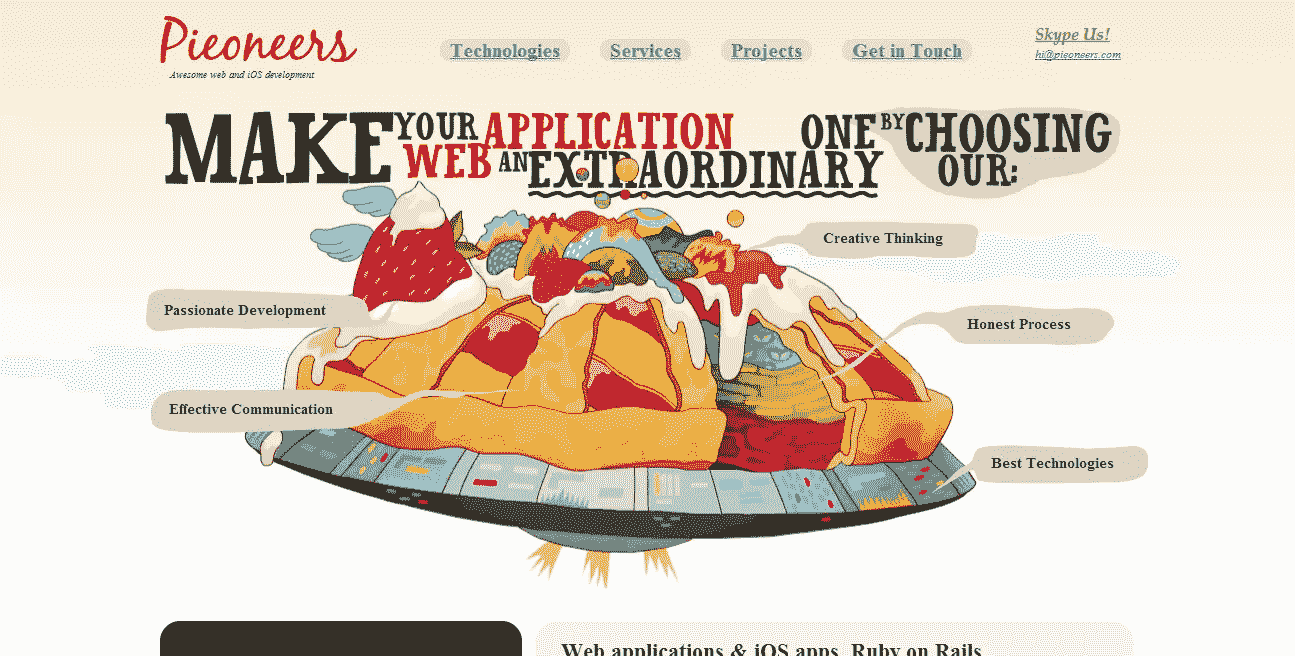 Pieoneers
Awesome web and iOS development
Technologies Services Projects Get in Touch
Skype Us!
hi@pieoneers.com
MAKE YOUR APPLICATION ONE BY CHOOSING
WEB AN EXTRAORDINARY OUR:
Creative Thinking
Passionate Development
Honest Process
Effective Communication
Best Technologies
Web applications & iOS apps. Ruby on Rails